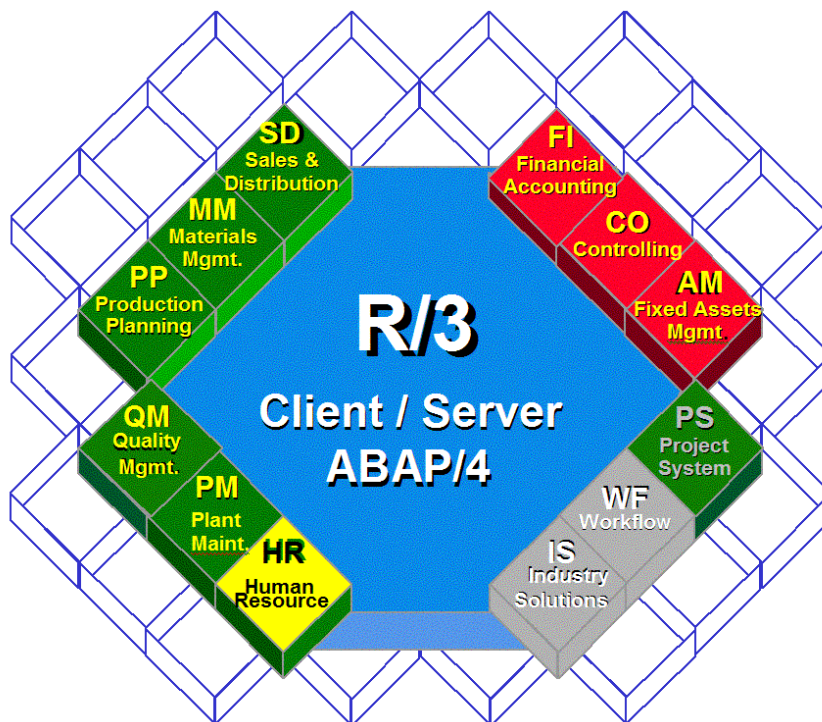 SD
Sales &
Distribution
MM
Materials
Mgmt.
PP
Production
Planning
FI
Financial
Accounting
CO
Controlling
AM
Fixed Assets
Mgmt.
R/3
Client / Server
ABAP/4
QM
Quality
Mgmt.
PM
Plant
Maint.
HR
Human
Resource
PS
Project
System
WF
Workflow
IS
Industry
Solutions